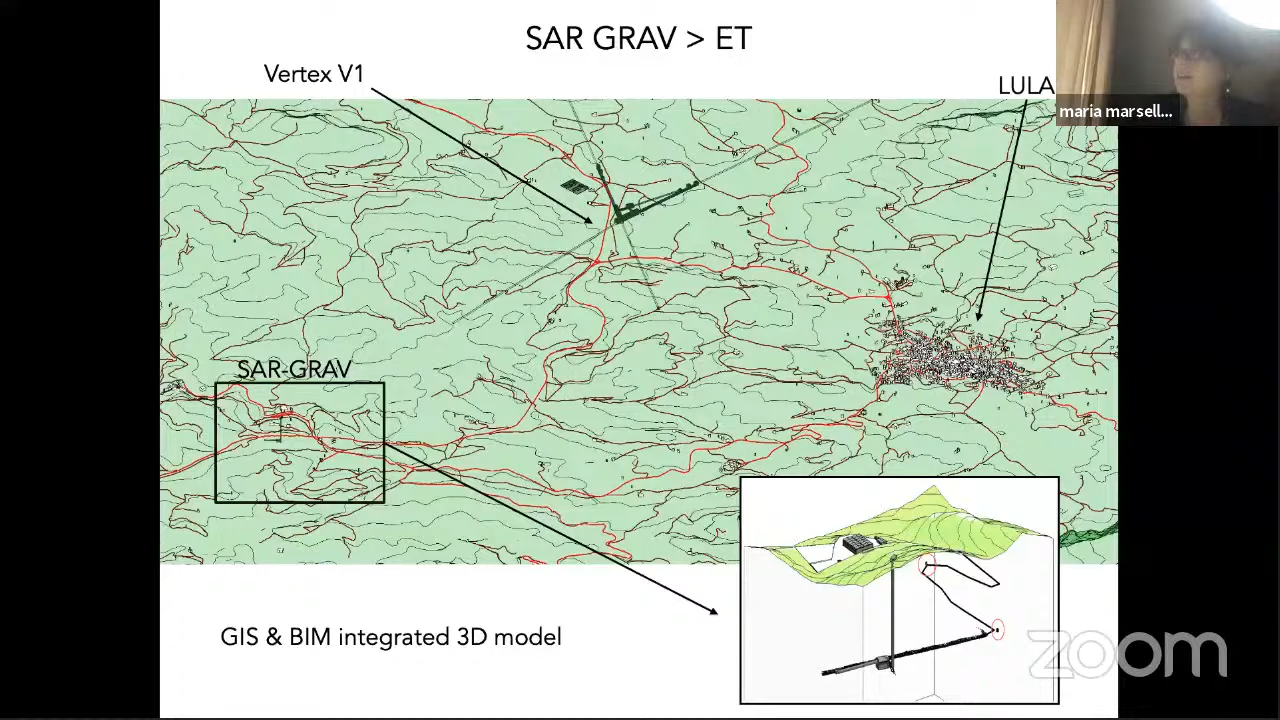 SAR GRAV > ET
Vertex V1
LULA
maria marsell...
SAR-GRAV
GIS & BIM integrated 3D model
zoom